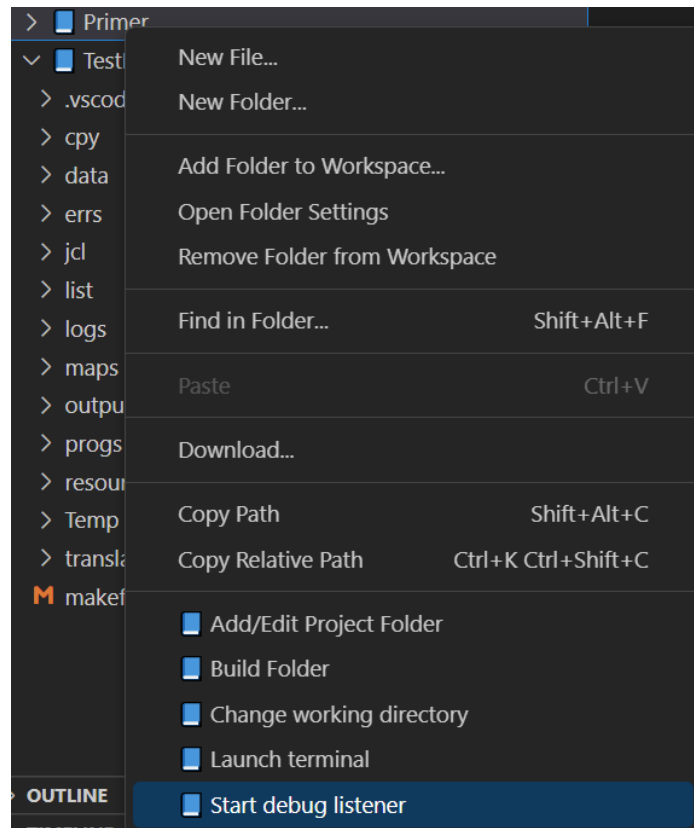 Primer
New File...
New Folder...
.vscod
cpy
data
Add Folder to Workspace...
errs
Open Folder Settings
jcl
Remove Folder from Workspace
list
logs
Find in Folder...
Shift+Alt+F
maps
Paste
Ctrl+V
outpu
progs
Download...
resour
Temp
Copy Path
Shift+Alt+C
transla
Copy Relative Path
Ctrl+K Ctrl+Shift+C
M makef
Add/Edit Project Folder
Build Folder
Change working directory
Launch terminal
OUTLINE
Start debug listener